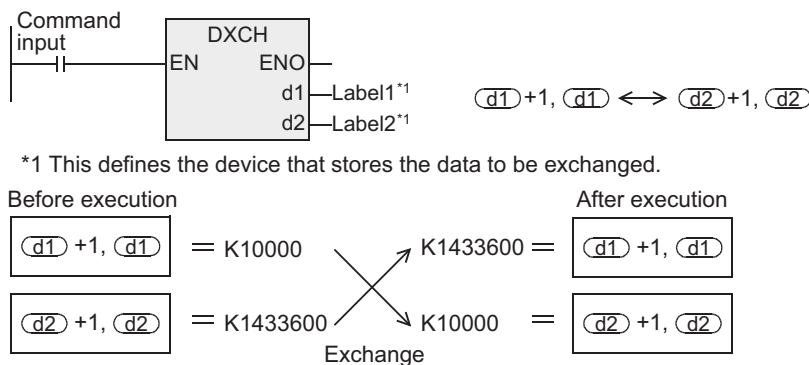 Command
input
DXCH
EN ENO
d1 Label1*1
d2 Label2*1
d1 +1, d1 ↔ d2 +1, d2
*1 This defines the device that stores the data to be exchanged.
Before execution After execution
d1 +1, d1 = K10000 K1433600 = d1 +1, d1
d2 +1, d2 = K1433600 K10000 = d2 +1, d2
Exchange